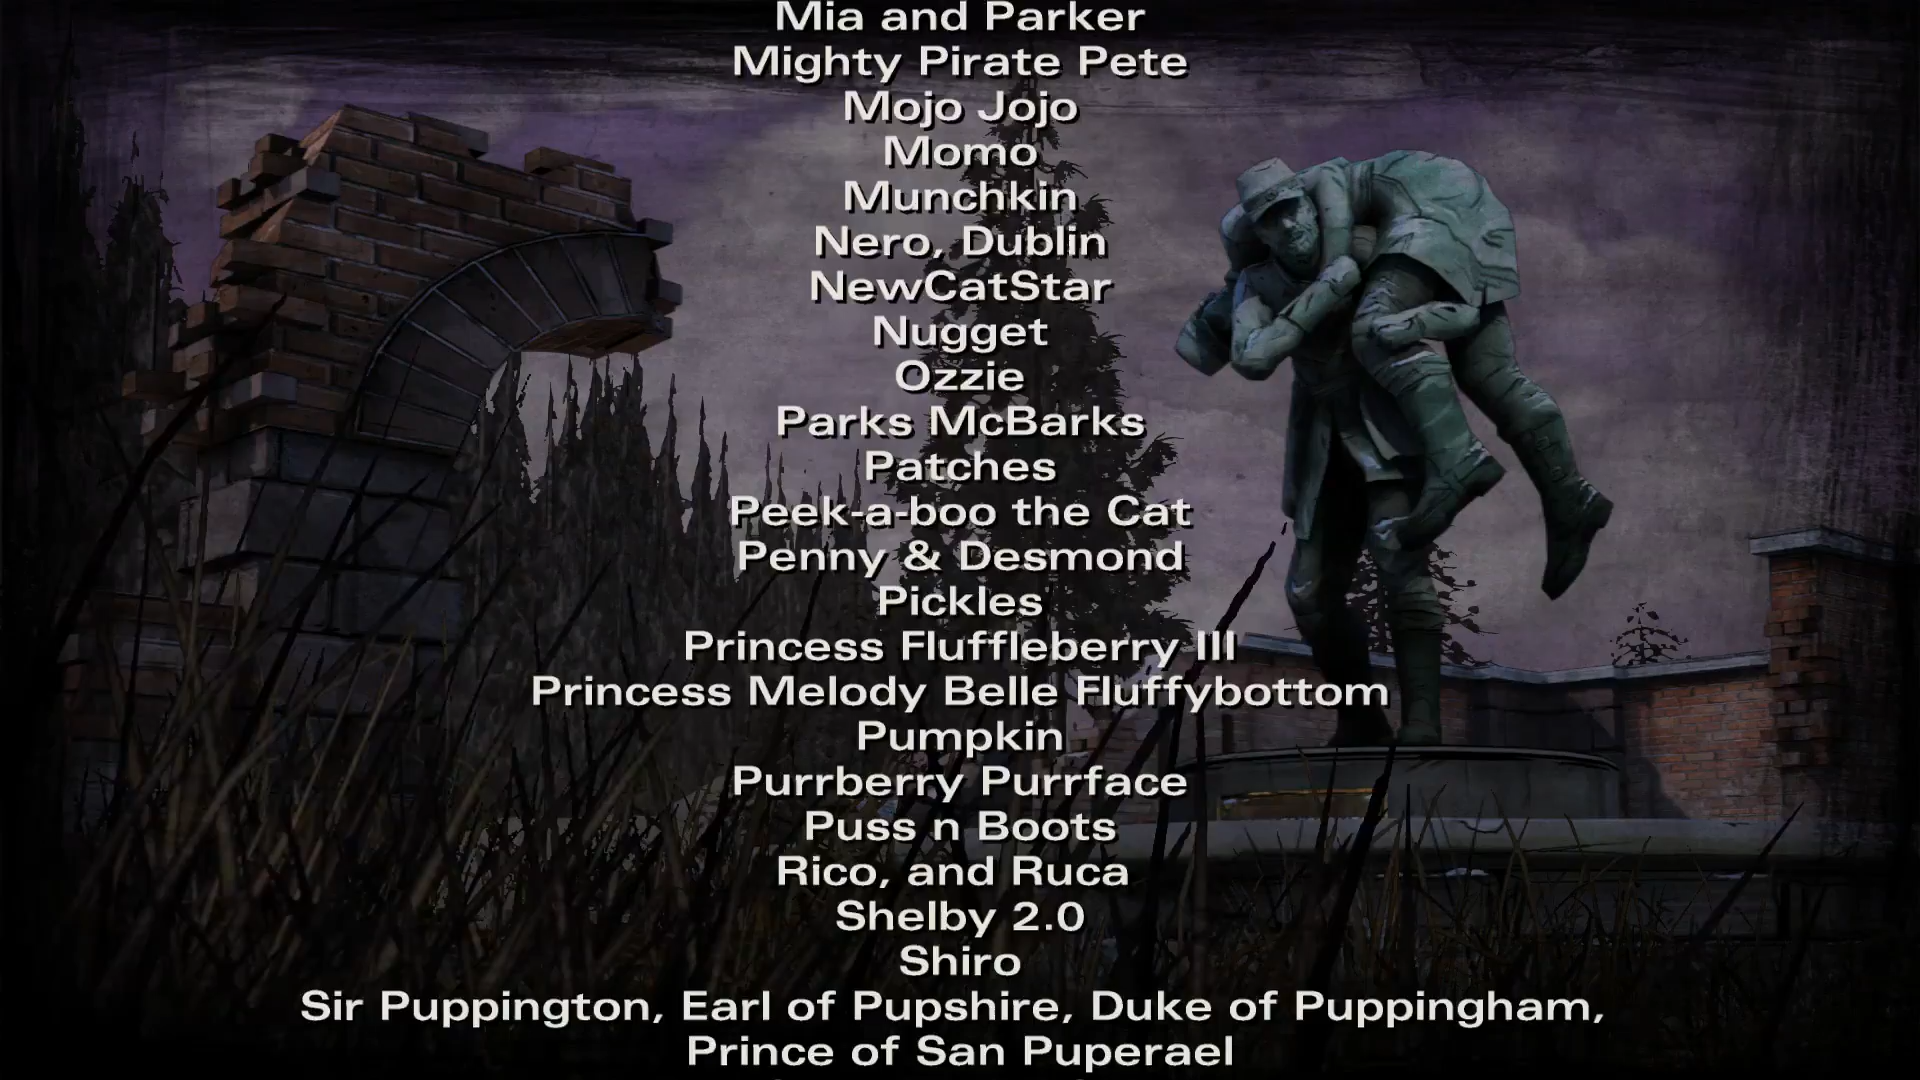 Mia and Parker
Mighty Pirate Pete
Mojo Jojo
Momo
Munchkin
Nero, Dublin
NewCatStar
Nugget
Ozzie
Parks McBarks
Patches
Peek-a-boo the Cat
Penny & Desmond
Pickles
Princess Fluffleberry III
Princess Melody Belle Fluffybottom
Pumpkin
Purrberry Purrface
Puss n Boots
Rico, and Ruca
Shelby 2.0
Shiro
Sir Puppington, Earl of Pupshire, Duke of Puppingham,
Prince of San Puperael